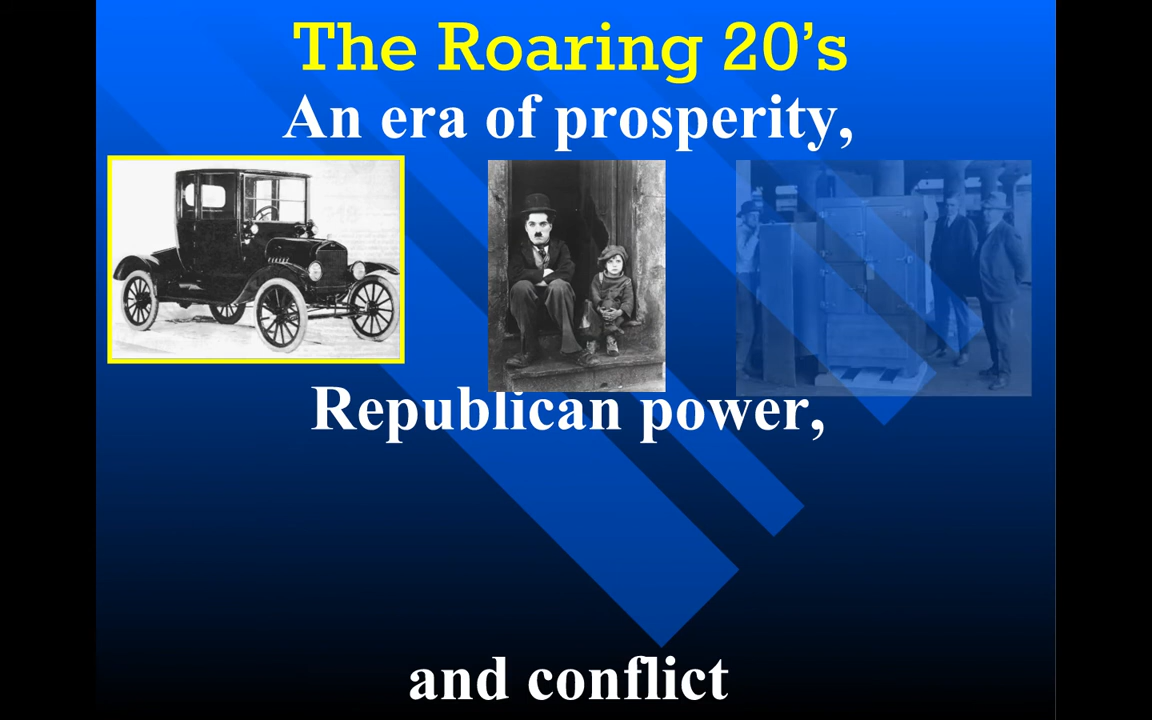 The Roaring 20’s
An era of prosperity,
Republican power,
and conflict